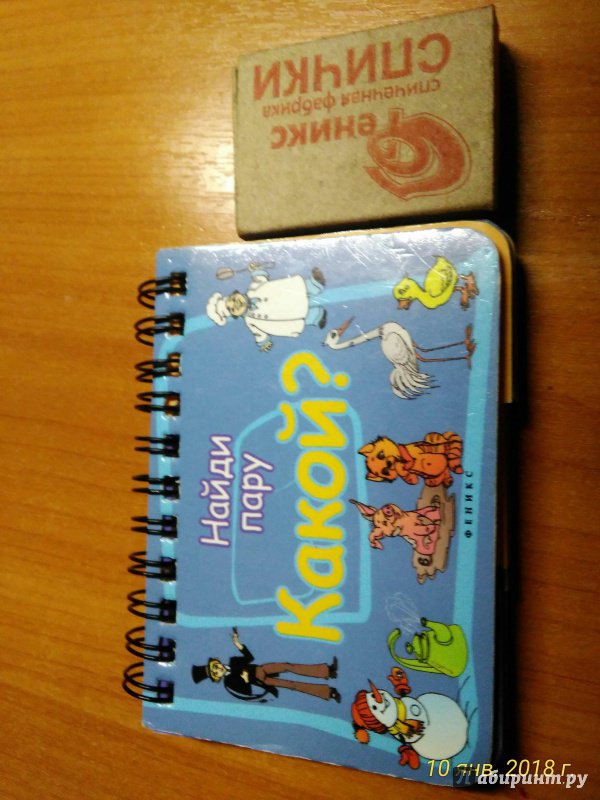 Феникс
спичечная фабрика
СПИЧКИ
Найди
пару
Какой?
ФЕНИКС
10 янв. 2018 г.
Лабиринт.ру